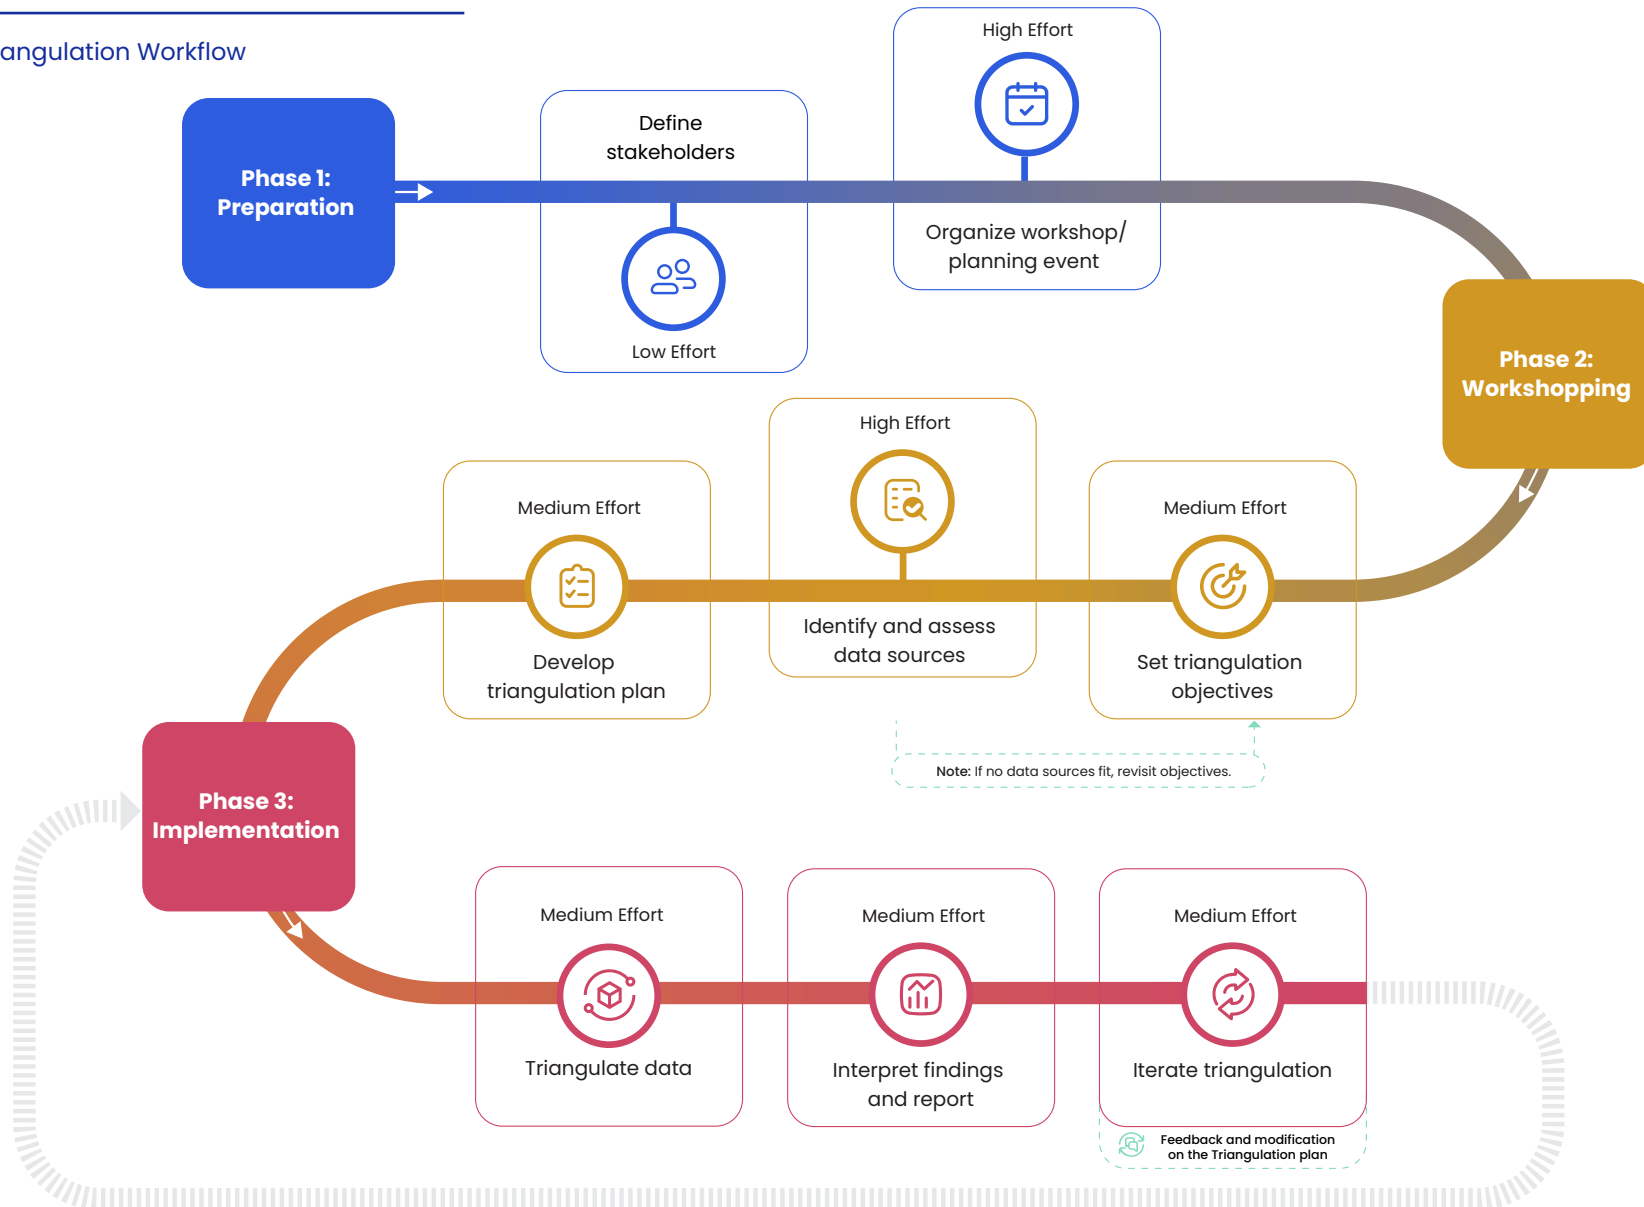 angulation Workflow
Phase 1:
Preparation
Define
stakeholders
Low Effort
High Effort
Organize workshop/
planning event
Phase 2:
Workshopping
Medium Effort
Set triangulation
objectives
High Effort
Identify and assess
data sources
Medium Effort
Develop
triangulation plan
Note: If no data sources fit, revisit objectives.
Phase 3:
Implementation
Medium Effort
Triangulate data
Medium Effort
Interpret findings
and report
Medium Effort
Iterate triangulation
Feedback and modification
on the Triangulation plan